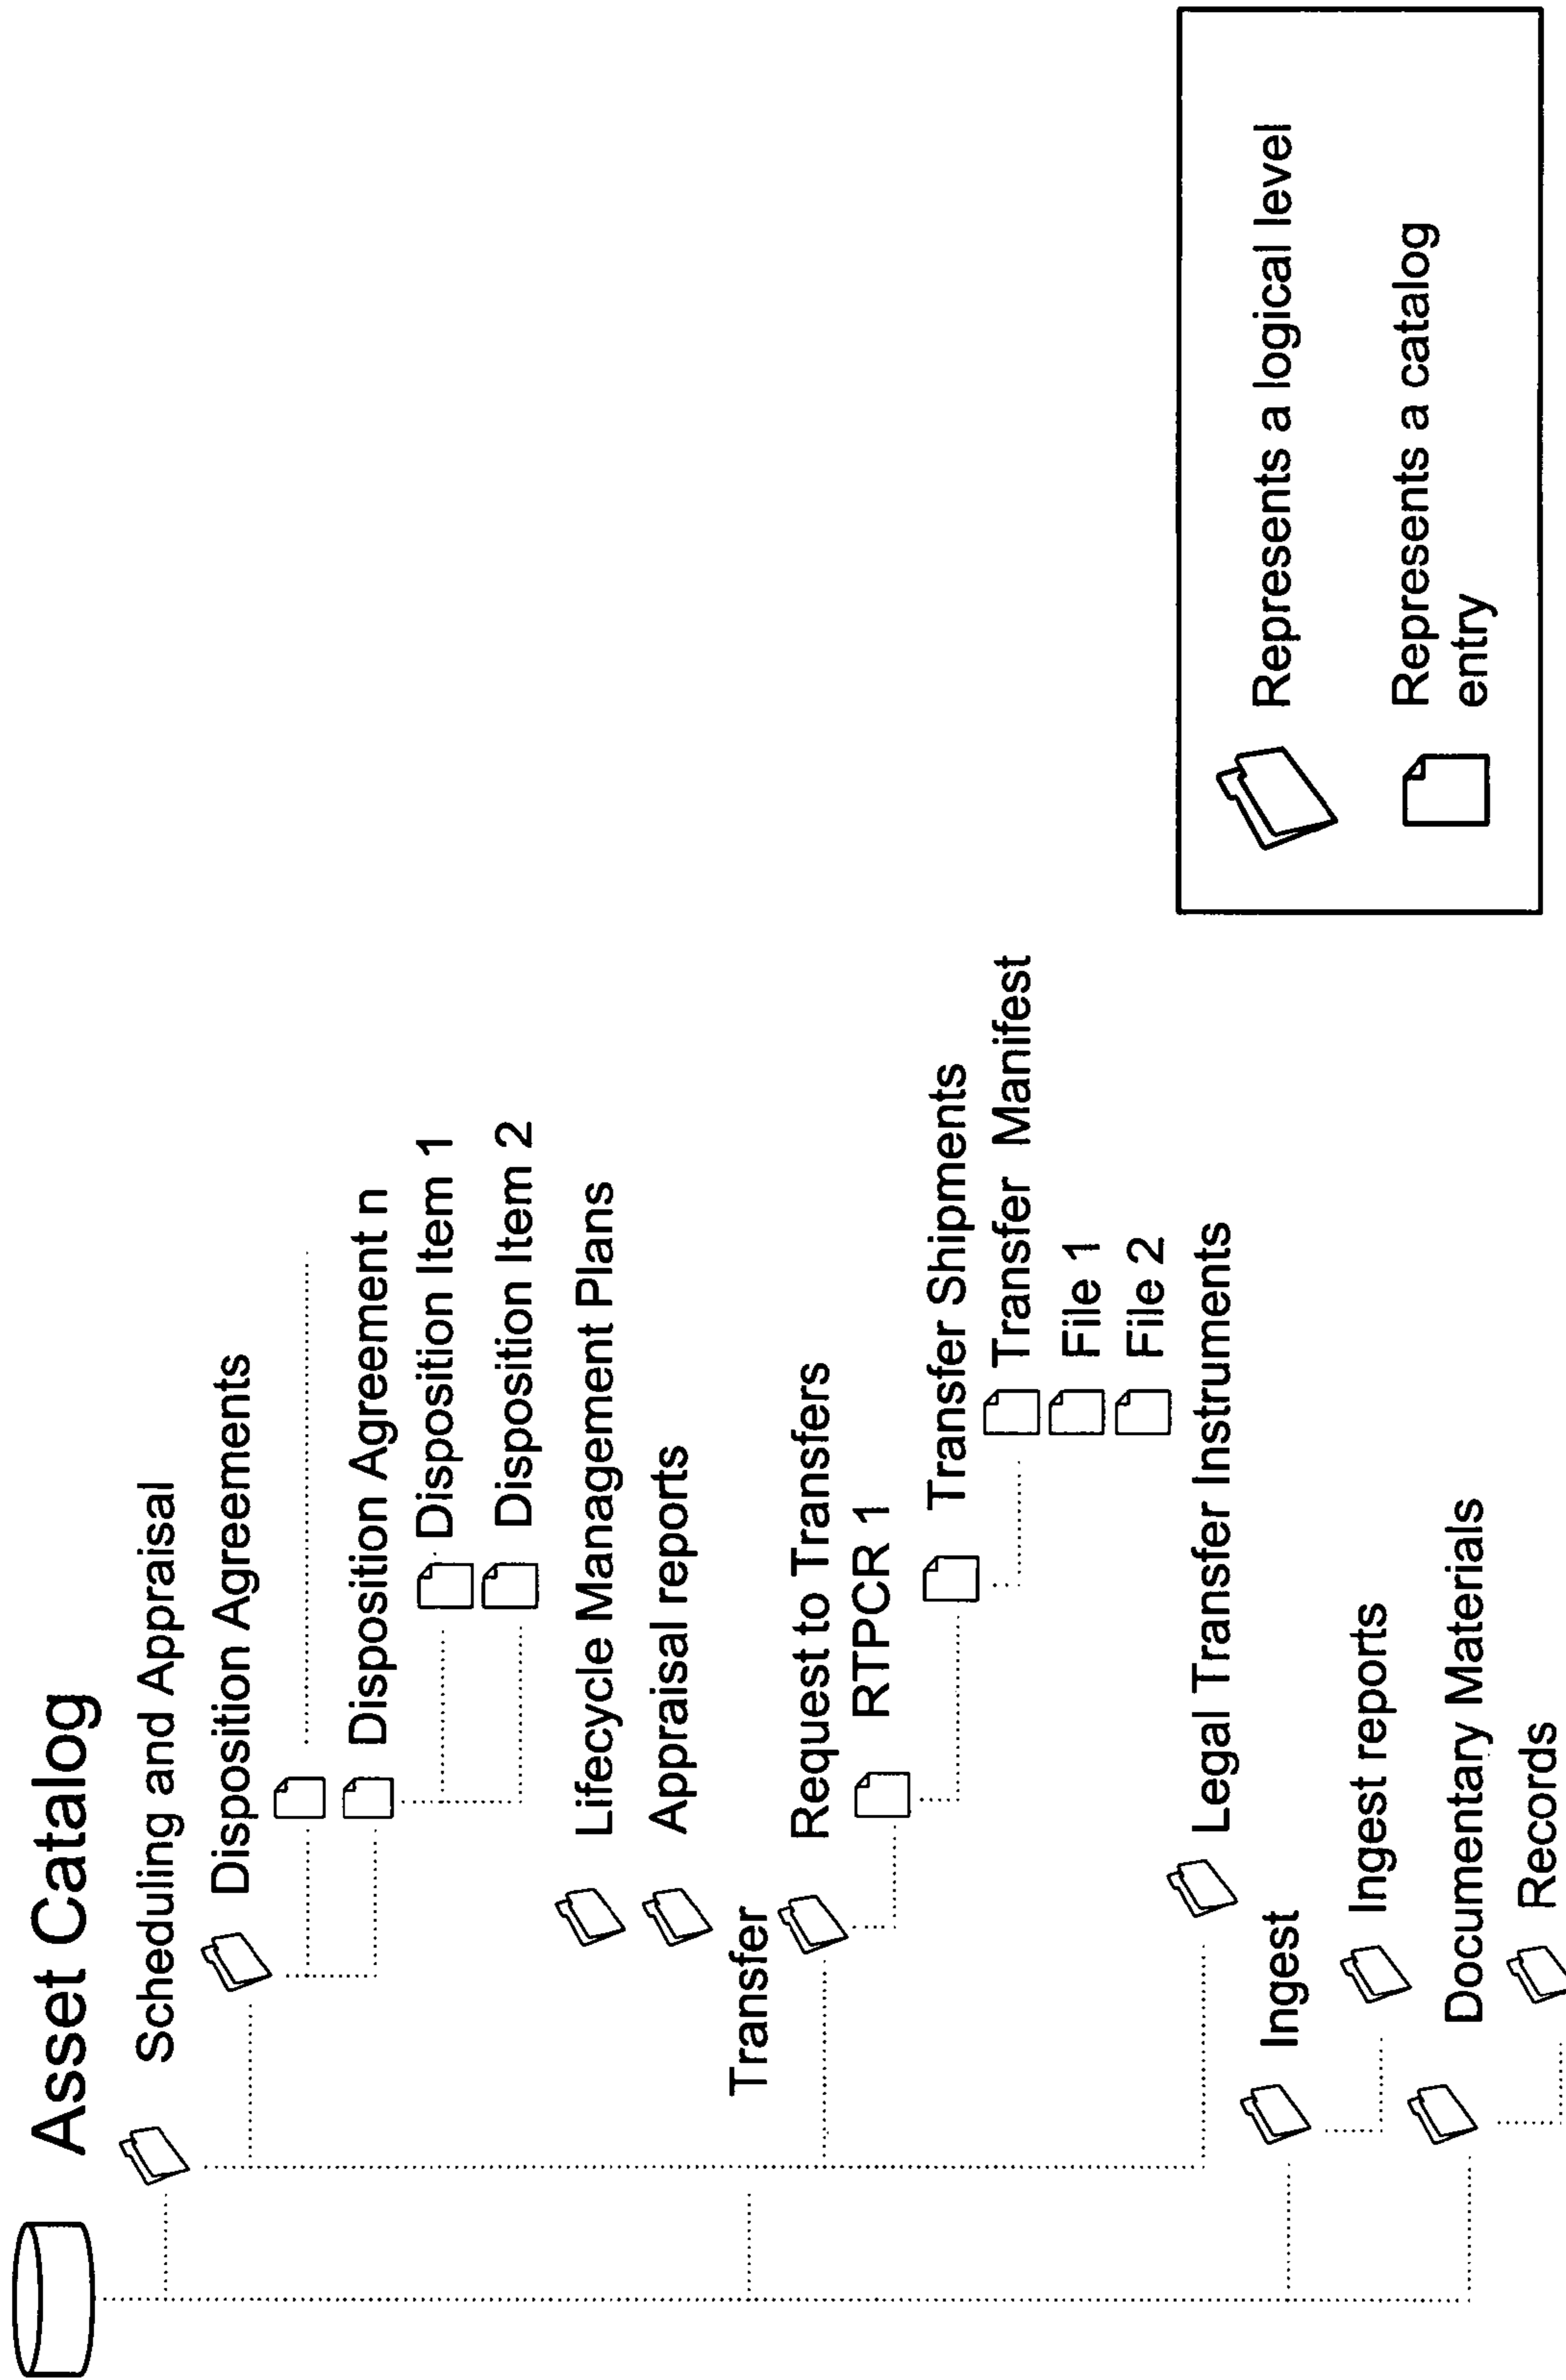 Asset Catalog
Scheduling and Appraisal
Disposition Agreements
Disposition Agreement n
Disposition Item 1
Disposition Item 2
Lifecycle Management Plans
Appraisal reports
Transfer
Request to Transfers
RTPCR 1
Transfer Shipments
Transfer Manifest
File 1
File 2
Legal Transfer Instruments
Ingest
Ingest reports
Documentary Materials
Records
Represents a logical level
Represents a catalog
entry